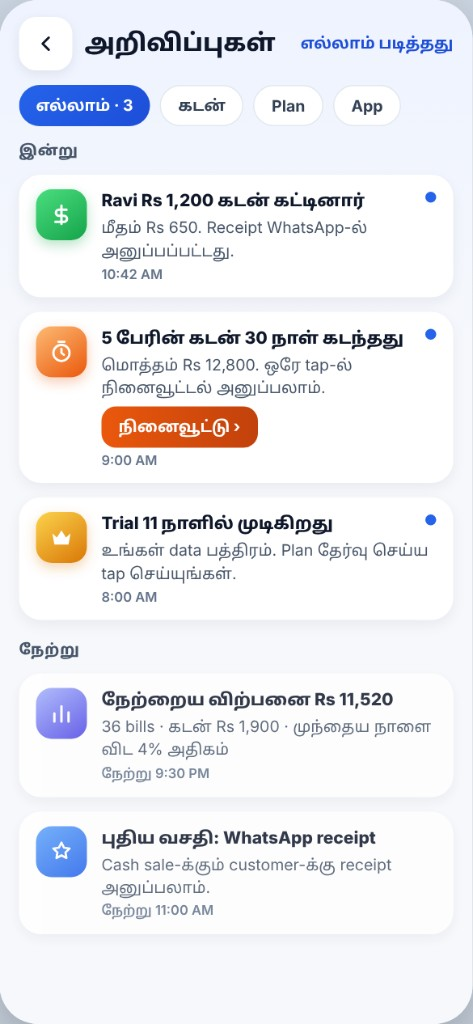 அறிவிப்புகள்
எல்லாம் படித்தது
எல்லாம் · 3
கடன்
Plan
App
இன்று
Ravi Rs 1,200 கடன் கட்டினார்
மீதம் Rs 650. Receipt WhatsApp-ல்
அனுப்பப்பட்டது.
10:42 AM
5 பேரின் கடன் 30 நாள் கடந்தது
மொத்தம் Rs 12,800. ஒரே tap-ல்
நினைவூட்டல் அனுப்பலாம்.
நினைவூட்டு ›
9:00 AM
Trial 11 நாளில் முடிகிறது
உங்கள் data பத்திரம். Plan தேர்வு செய்ய
tap செய்யுங்கள்.
8:00 AM
நேற்று
நேற்றைய விற்பனை Rs 11,520
36 bills · கடன் Rs 1,900 · முந்தைய நாளை
விட 4% அதிகம்
நேற்று 9:30 PM
புதிய வசதி: WhatsApp receipt
Cash sale-க்கும் customer-க்கு receipt
அனுப்பலாம்.
நேற்று 11:00 AM